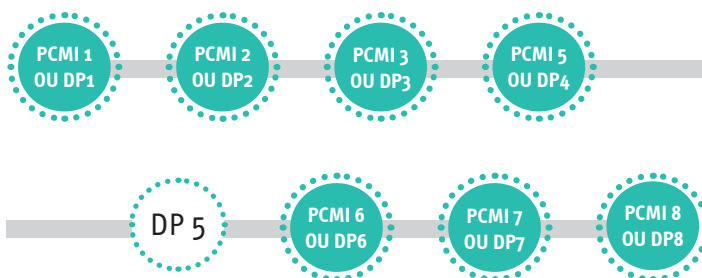 PCMI 1
OU DP1
PCMI 2
OU DP2
PCMI 3
OU DP3
PCMI 5
OU DP4
DP 5
PCMI 6
OU DP6
PCMI 7
OU DP7
PCMI 8
OU DP8